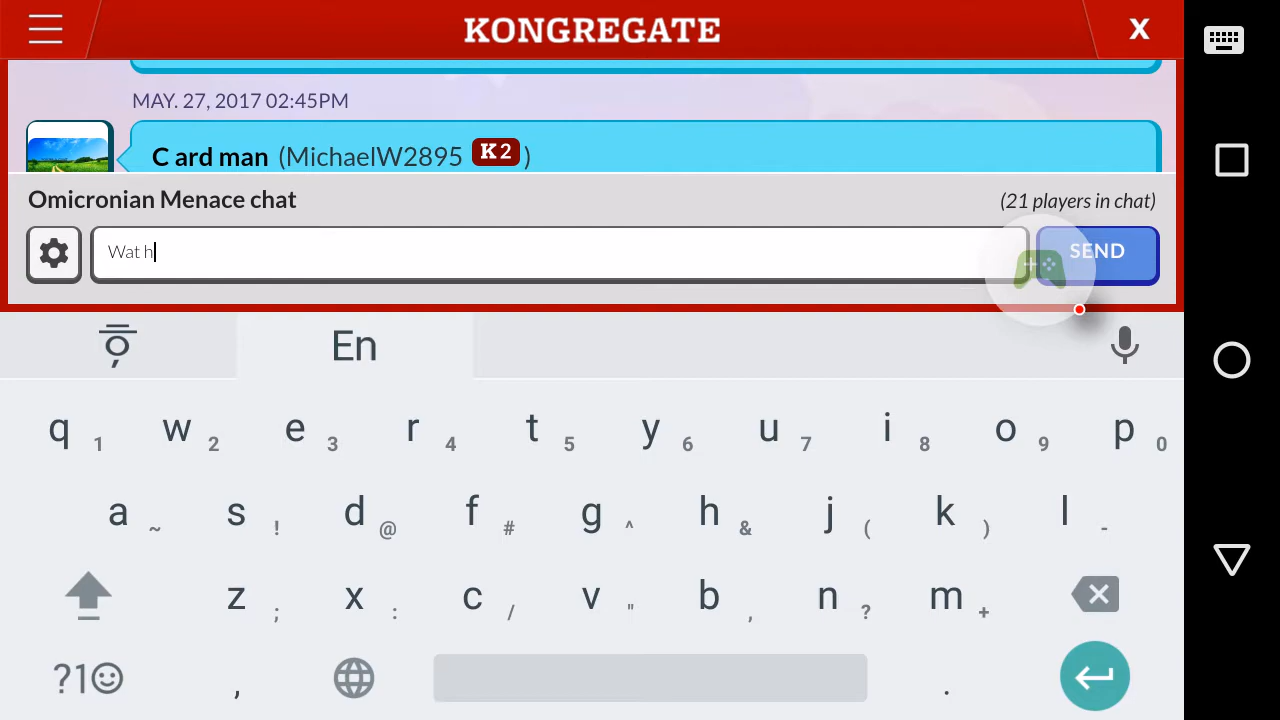 KONGREGATE
X
MAY. 27, 2017 02:45PM
C ard man (MichaelW2895 K2 )
Omicronian Menace chat
(21 players in chat)
Wat h
SEND
En
q 1 w 2 e 3 r 4 t 5 y 6 u 7 i 8 o 9 p 0
a ~ s ! d @ f # g ^ h & j ( k ) l -
z ; x : c / v " b , n ? m +
?1☺ , .